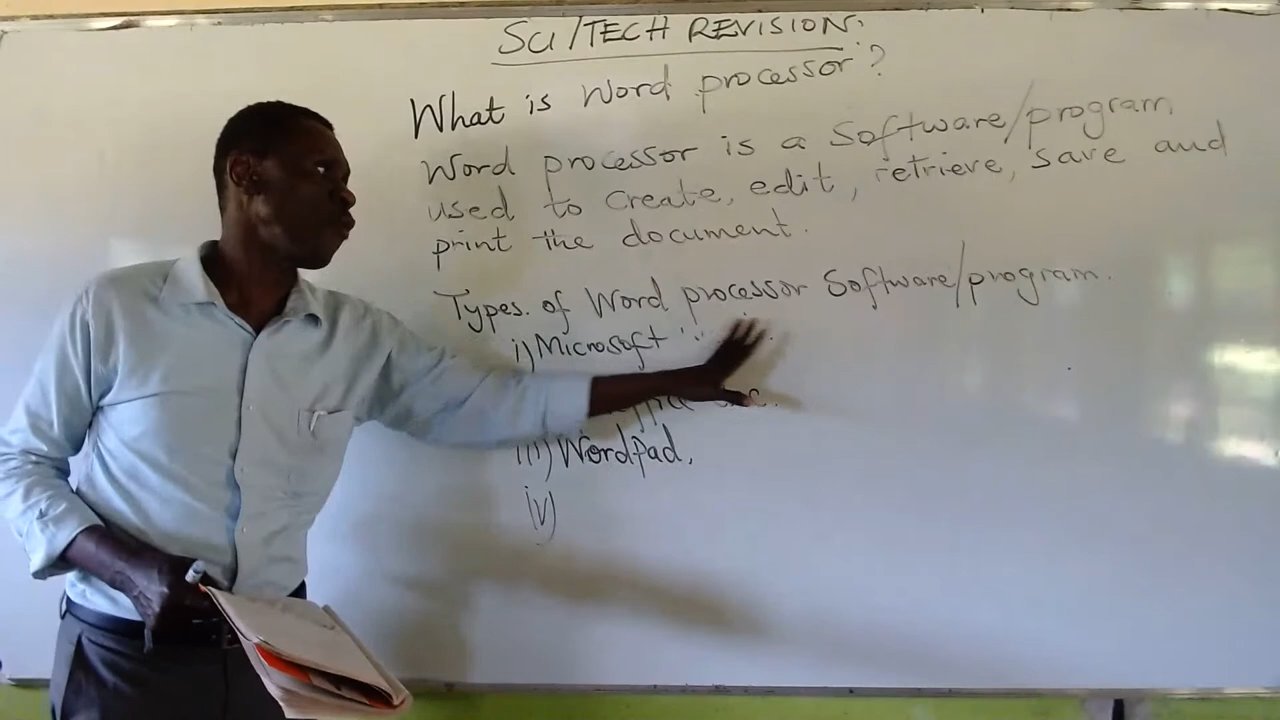 SCI/TECH REVISION.
What is Word processor?
Word processor is a Software/program
used to create, edit, retrieve, save and
print the document.
Types. of Word processor Software/program.
i) Microsoft
iii) Wordpad,
iv)